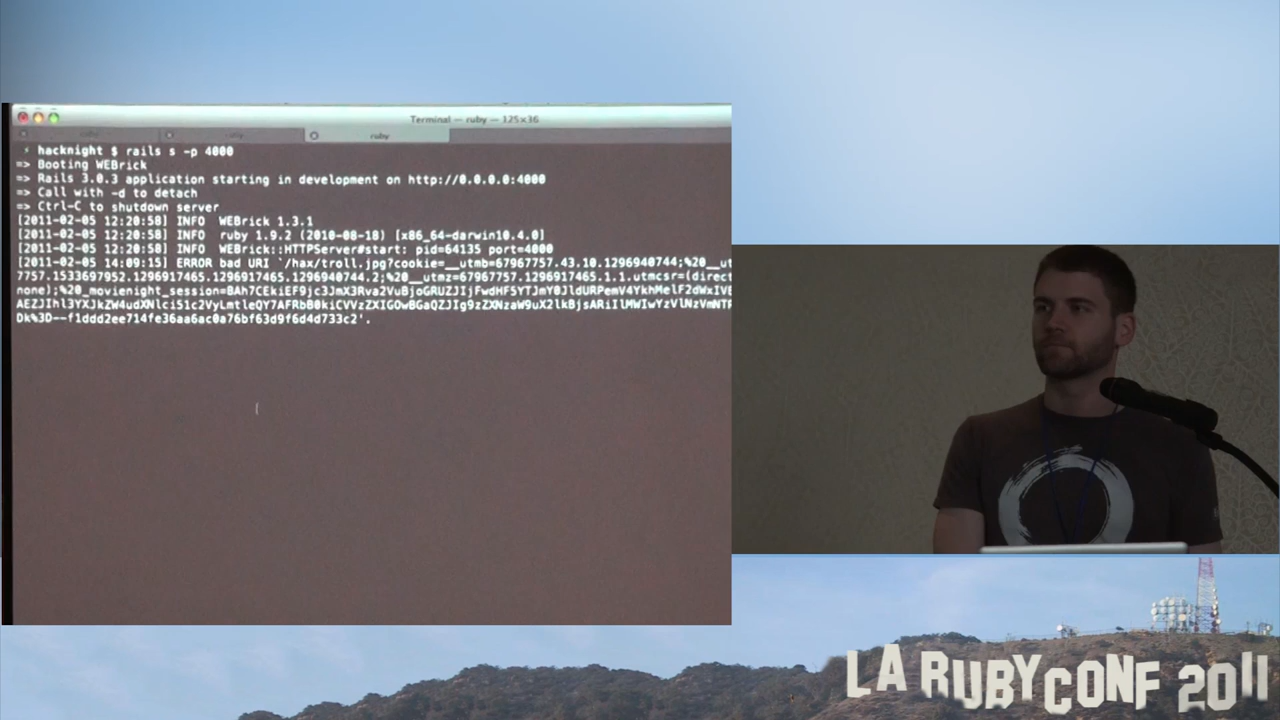 Terminal — ruby — 125×36
ruby
hacknight $ rails s -p 4000
=> Booting WEBrick
=> Rails 3.0.3 application starting in development on http://0.0.0.0:4000
=> Call with -d to detach
=> Ctrl-C to shutdown server
[2011-02-05 12:20:58] INFO  WEBrick 1.3.1
[2011-02-05 12:20:58] INFO  ruby 1.9.2 (2010-08-18) [x86_64-darwin10.4.0]
[2011-02-05 12:20:58] INFO  WEBrick::HTTPServer#start: pid=64135 port=4000
[2011-02-05 14:09:15] ERROR bad URI `/hax/troll.jpg?cookie=__utmb=67967757.43.10.1296940744;%20__ut
7757.1533697952.1296917465.1296917465.1296940744.2;%20__utmz=67967757.1296917465.1.1.utmcsr=(direct
none);%20_movienight_session=
Dk%3D--f1ddd2ee714fe36aa6ac0a76bf63d9f6d4d733c2'.
LA RUBYCONF 2011